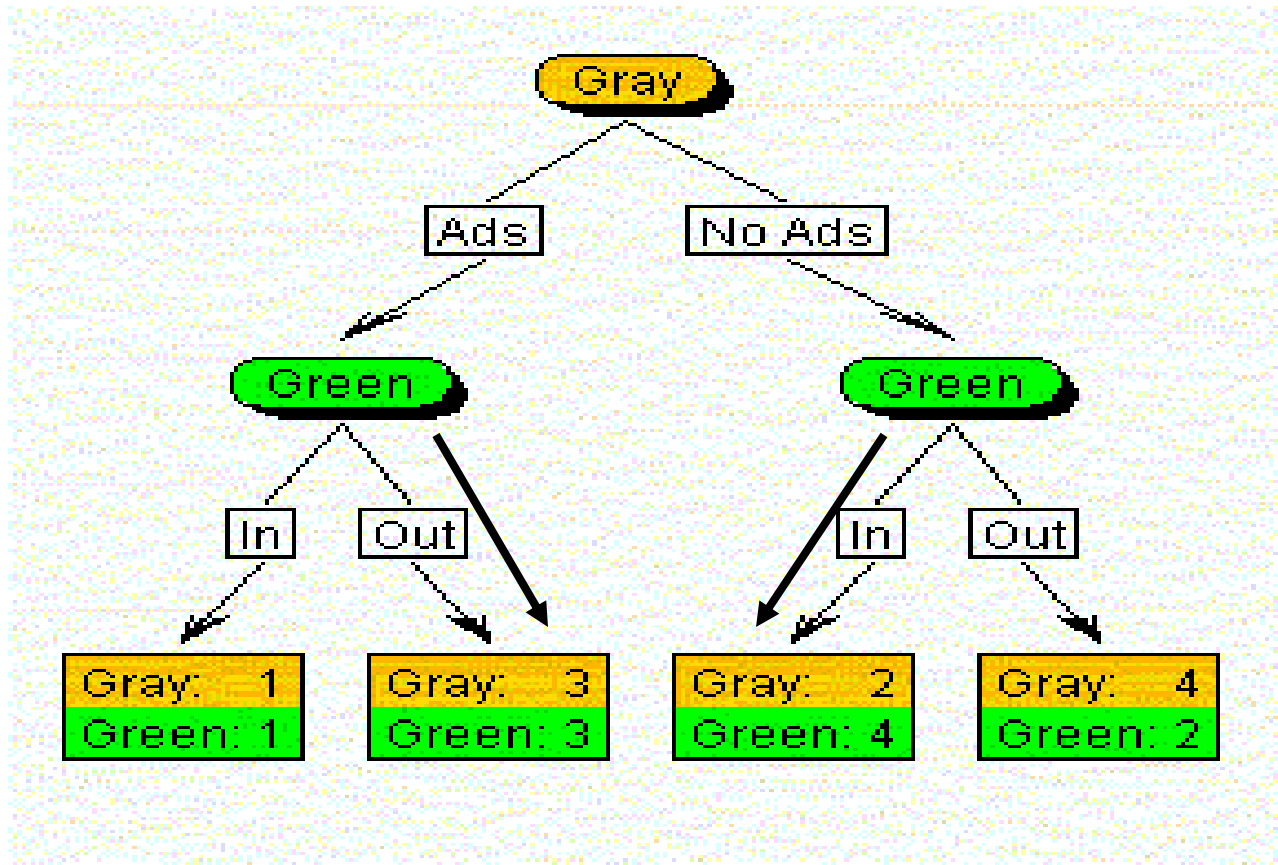 Gray
Ads No Ads
Green Green
In Out In Out
Gray: 1 Gray: 3 Gray: 2 Gray: 4
Green: 1 Green: 3 Green: 4 Green: 2